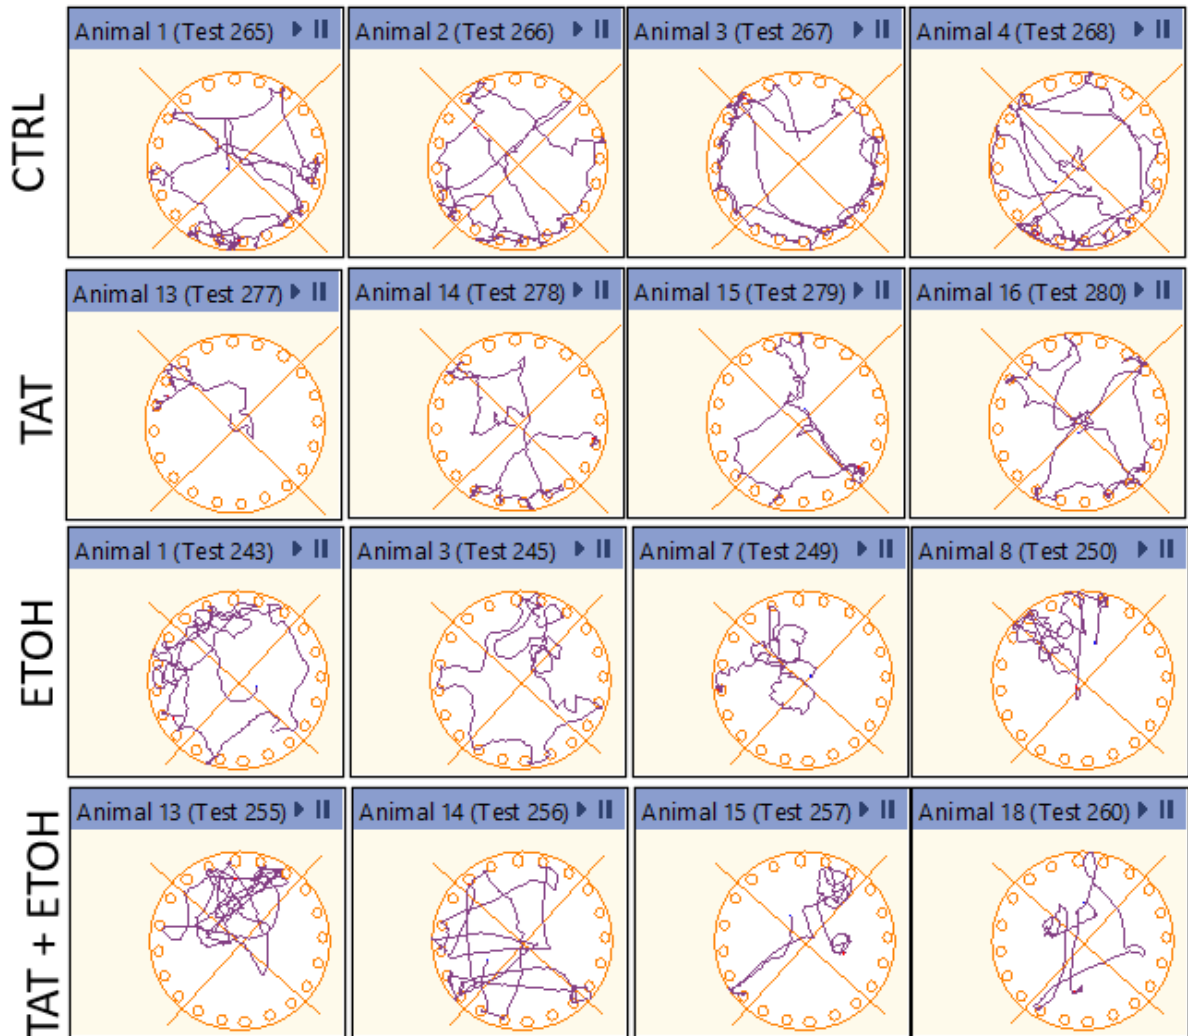 CTRL
Animal 1 (Test 265)
Animal 2 (Test 266)
Animal 3 (Test 267)
Animal 4 (Test 268)
TAT
Animal 13 (Test 277)
Animal 14 (Test 278)
Animal 15 (Test 279)
Animal 16 (Test 280)
ETOH
Animal 1 (Test 243)
Animal 3 (Test 245)
Animal 7 (Test 249)
Animal 8 (Test 250)
TAT + ETOH
Animal 13 (Test 255)
Animal 14 (Test 256)
Animal 15 (Test 257)
Animal 18 (Test 260)